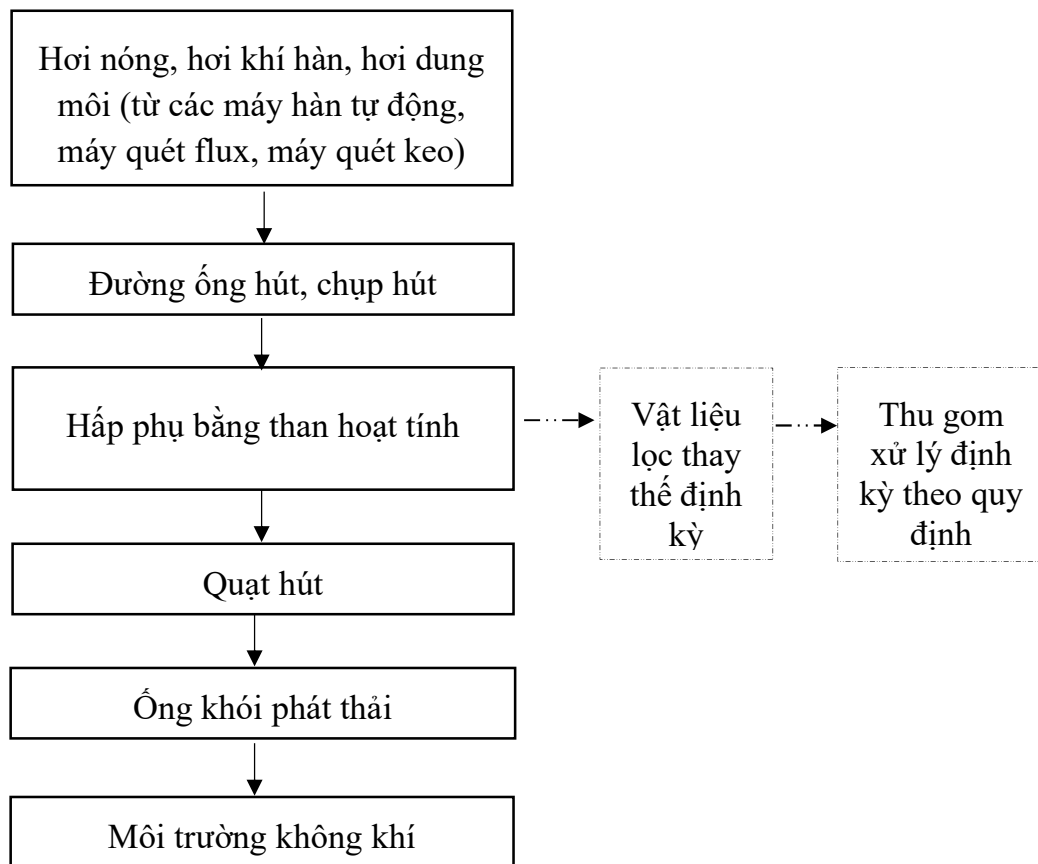 Hơi nóng, hơi khí hàn, hơi dung
môi (từ các máy hàn tự động,
máy quét flux, máy quét keo)
Đường ống hút, chụp hút
Hấp phụ bằng than hoạt tính
Vật liệu
lọc thay
thế định
kỳ
Thu gom
xử lý định
kỳ theo quy
định
Quạt hút
Ống khói phát thải
Môi trường không khí